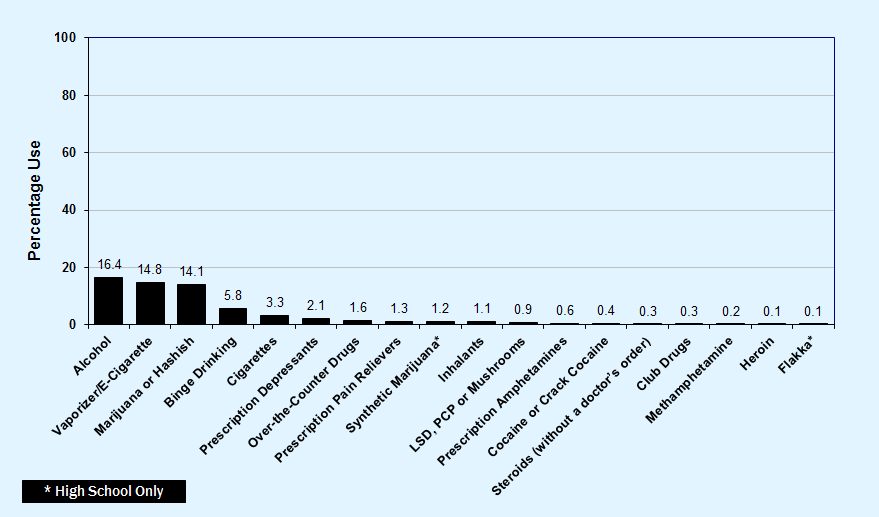 100
80
60
40
20
0
Percentage Use
16.4
14.8
14.1
5.8
3.3
2.1
1.6
1.3
1.2
1.1
0.9
0.6
0.4
0.3
0.3
0.2
0.1
0.1
Alcohol
Vaporizer/E-Cigarette
Marijuana or Hashish
Binge Drinking
Cigarettes
Prescription Depressants
Over-the-Counter Drugs
Prescription Pain Relievers
Synthetic Marijuana*
Inhalants
LSD, PCP or Mushrooms
Prescription Amphetamines
Cocaine or Crack Cocaine
Steroids (without a doctor's order)
Club Drugs
Methamphetamine
Heroin
Flakka*
* High School Only